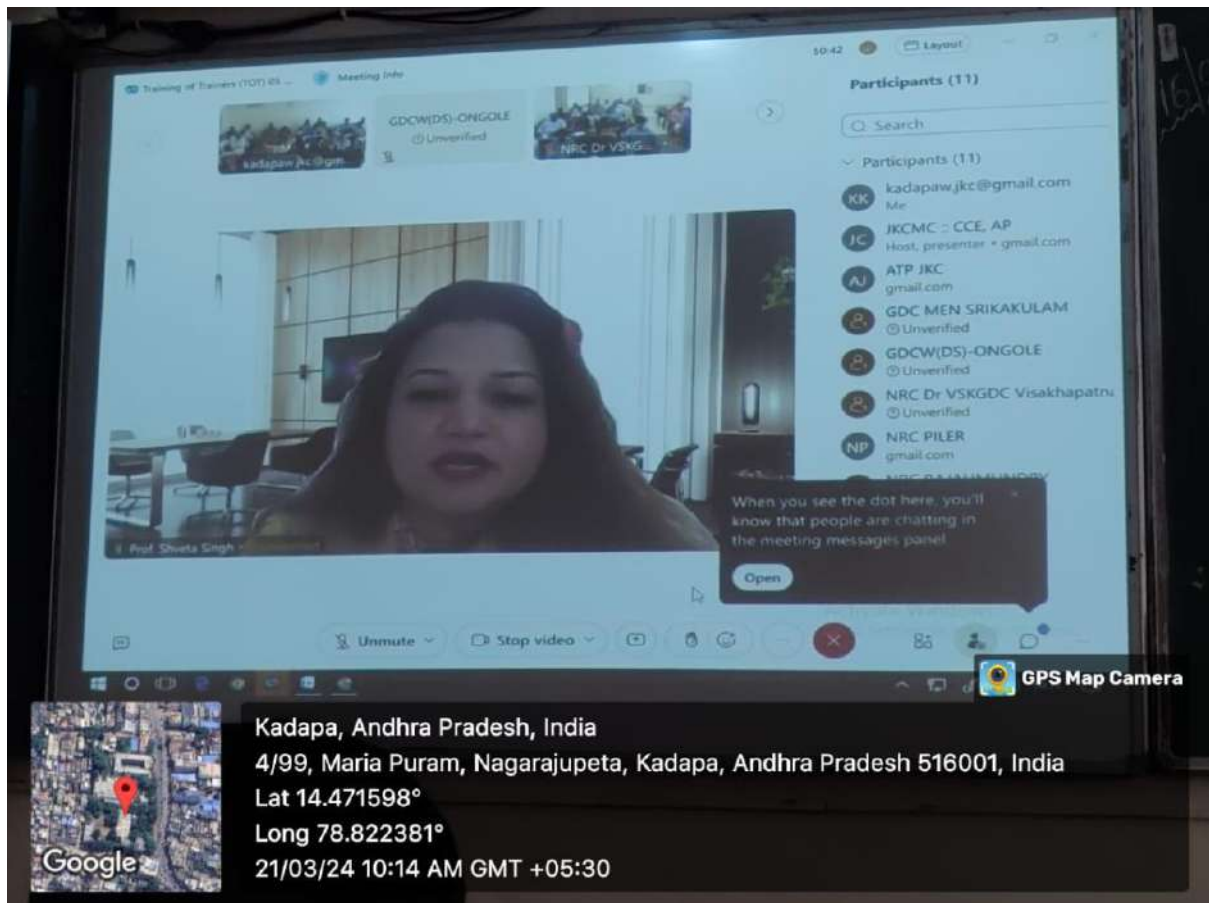 50:42
Layout
Training of Trainers (TOT) 05 ...
Meeting Info
kadapaw.jkc@gm...
GDCW(DS)-ONGOLE
Unverified
NRC Dr VSKG...
Prof. Shveta Singh
Participants (11)
Search
Participants (11)
KK
kadapaw.jkc@gmail.com
Me
JC
JKCMC :: CCE, AP
Host, presenter • gmail.com
AJ
ATP JKC
gmail.com
GDC MEN SRIKAKULAM
Unverified
GDCW(DS)-ONGOLE
Unverified
NRC Dr VSKGDC Visakhapatn
Unverified
NP
NRC PILER
gmail.com
When you see the dot here, you'll
know that people are chatting in
the meeting messages panel
Open
Unmute
Stop video
GPS Map Camera
Google
Kadapa, Andhra Pradesh, India
4/99, Maria Puram, Nagarajupeta, Kadapa, Andhra Pradesh 516001, India
Lat 14.471598°
Long 78.822381°
21/03/24 10:14 AM GMT +05:30